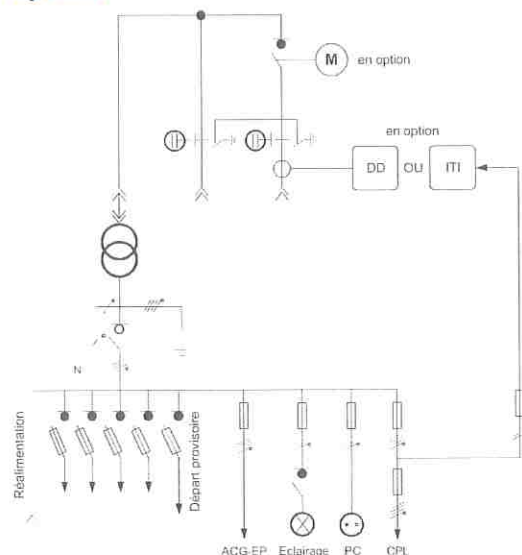 M en option
en option
DD OU ITI
N
Réalimentation
Départ provisoire
ACG-EP Eclairage PC CPL